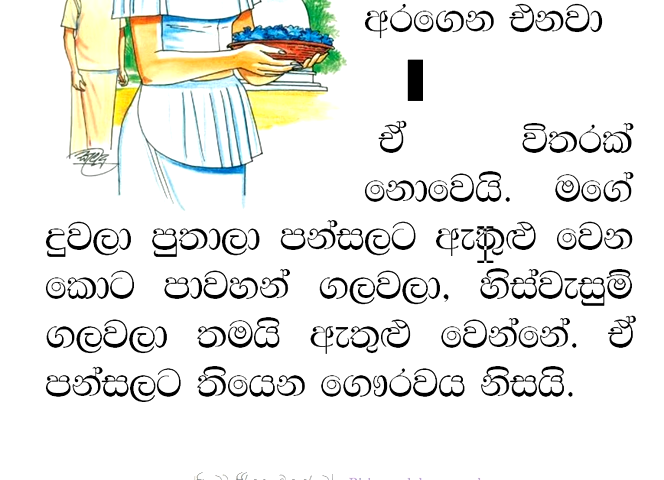 අරගෙන එනවා
ඒ විතරක්
නොවෙයි. මගේ
දුවලා පුතාලා පන්සලට ඇතුළු වෙන
කොට පාවහන් ගලවලා, හිස්වැසුම්
ගලවලා තමයි ඇතුළු වෙන්නේ. ඒ
පන්සලට තියෙන ගෞරවය නිසයි.